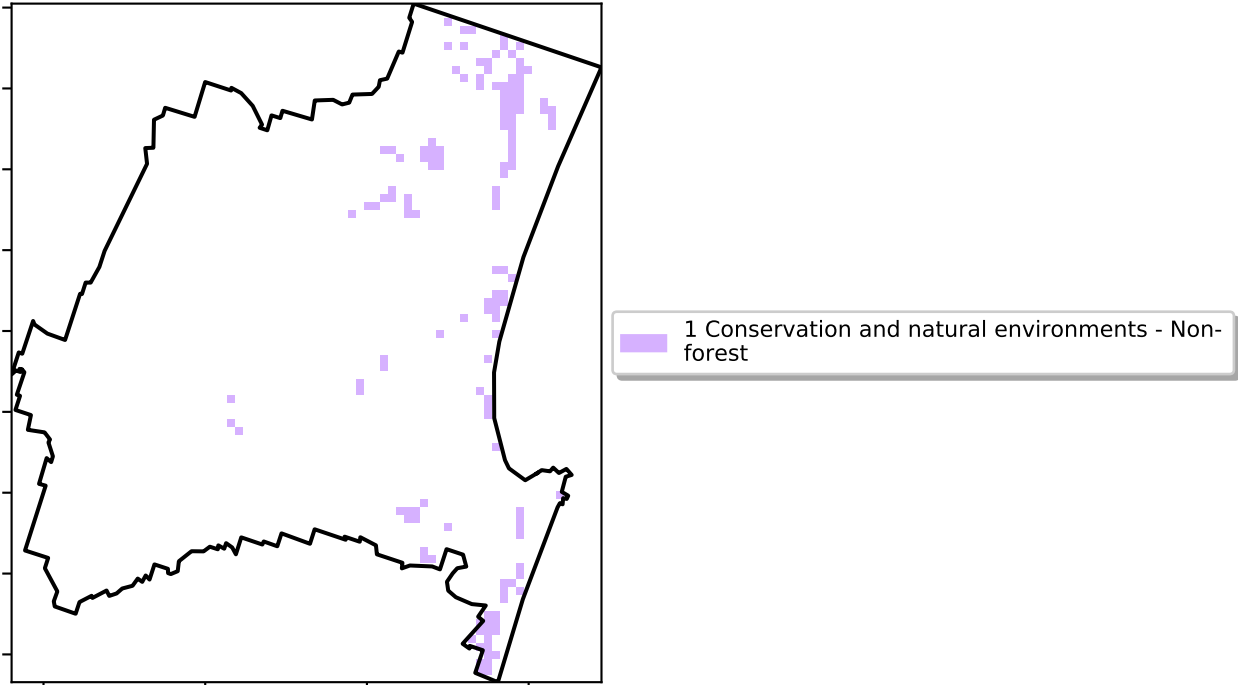 1 Conservation and natural environments - Non-
forest